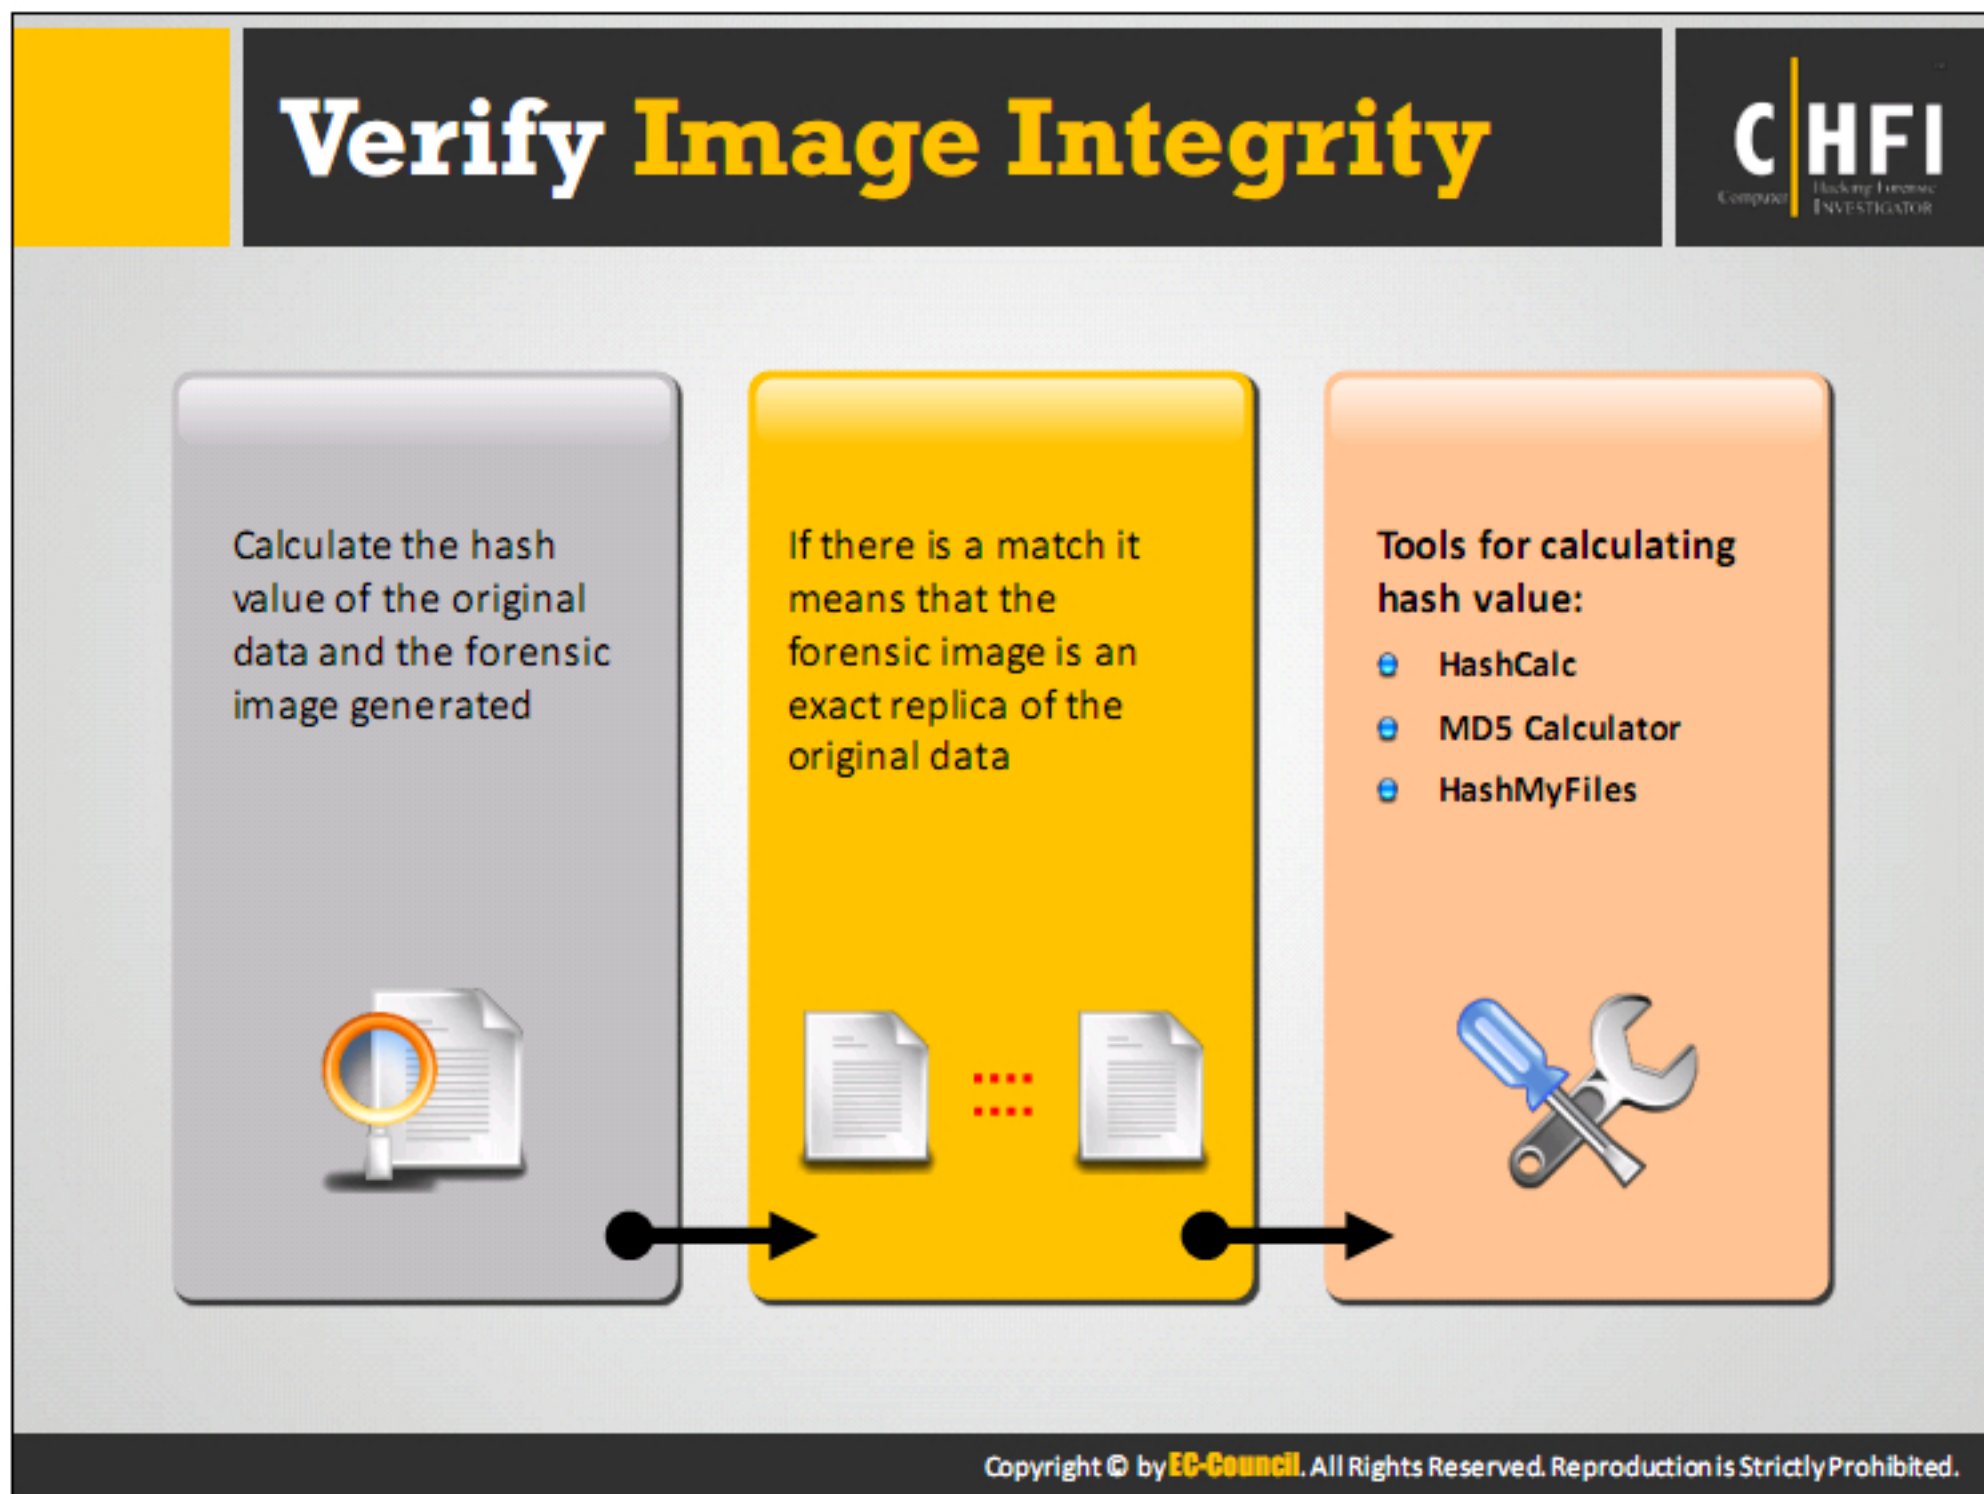 Verify Image Integrity
C HFI
Computer
Hacking Forensic
INVESTIGATOR
Calculate the hash
value of the original
data and the forensic
image generated
If there is a match it
means that the
forensic image is an
exact replica of the
original data
Tools for calculating
hash value:
HashCalc
MD5 Calculator
HashMyFiles
Copyright © by EC-Council. All Rights Reserved. Reproduction is Strictly Prohibited.